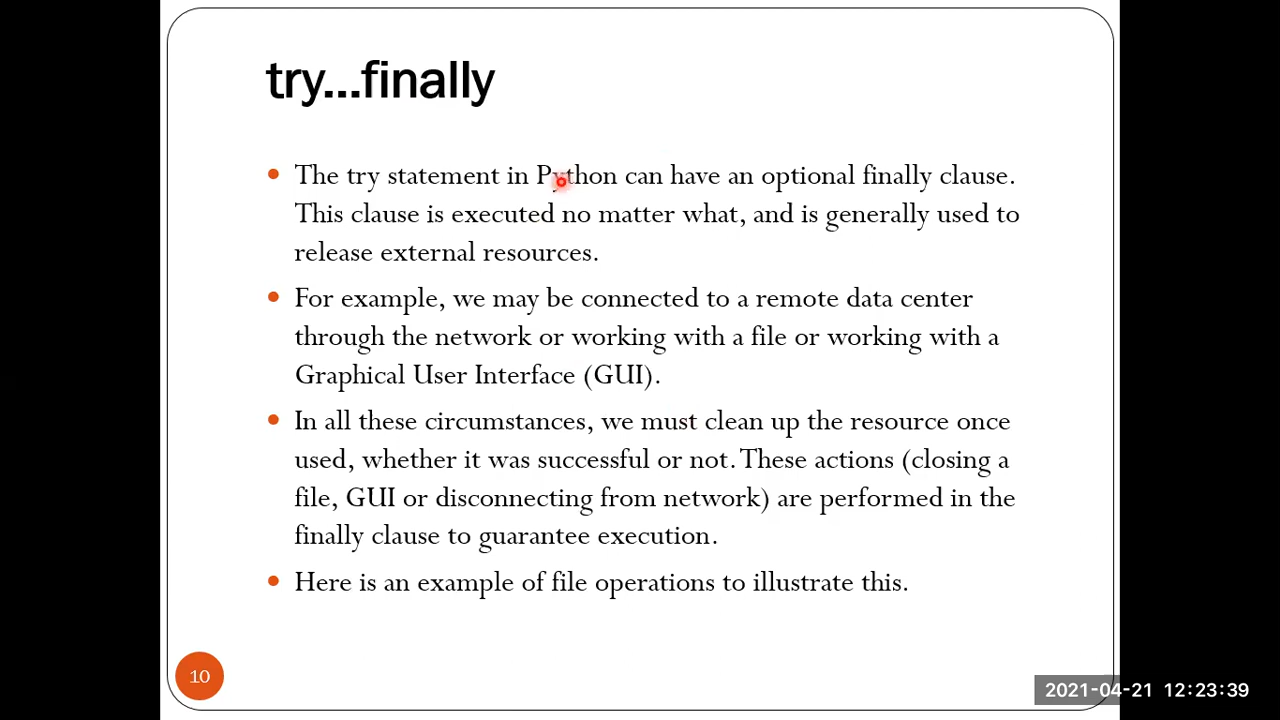 try...finally
The try statement in Python can have an optional finally clause.
This clause is executed no matter what, and is generally used to
release external resources.
For example, we may be connected to a remote data center
through the network or working with a file or working with a
Graphical User Interface (GUI).
In all these circumstances, we must clean up the resource once
used, whether it was successful or not. These actions (closing a
file, GUI or disconnecting from network) are performed in the
finally clause to guarantee execution.
Here is an example of file operations to illustrate this.
10
2021-04-21 12:23:39